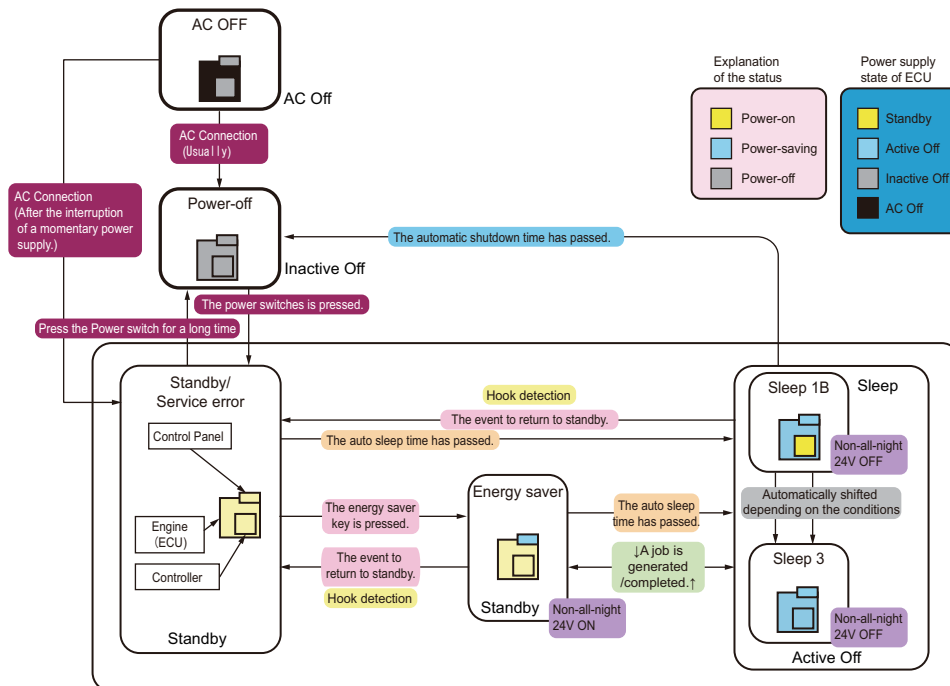 AC OFF
AC Off
Explanation
of the status
Power-on
Power-saving
Power-off
Power supply
state of ECU
Standby
Active Off
Inactive Off
AC Off
AC Connection
(Usually)
AC Connection
(After the interruption
of a momentary power
supply.)
Power-off
Inactive Off
The automatic shutdown time has passed.
The power switches is pressed.
Press the Power switch for a long time
Standby/
Service error
Control Panel
Engine
(ECU)
Controller
Standby
Hook detection
The event to return to standby.
The auto sleep time has passed.
The energy saver
key is pressed.
The event to
return to standby.
Hook detection
Energy saver
Standby
Non-all-night
24V ON
The auto sleep
time has passed.
↓A job is
generated
/completed.↑
Sleep 1B
Sleep
Non-all-night
24V OFF
Automatically shifted
depending on the conditions
Sleep 3
Non-all-night
24V OFF
Active Off